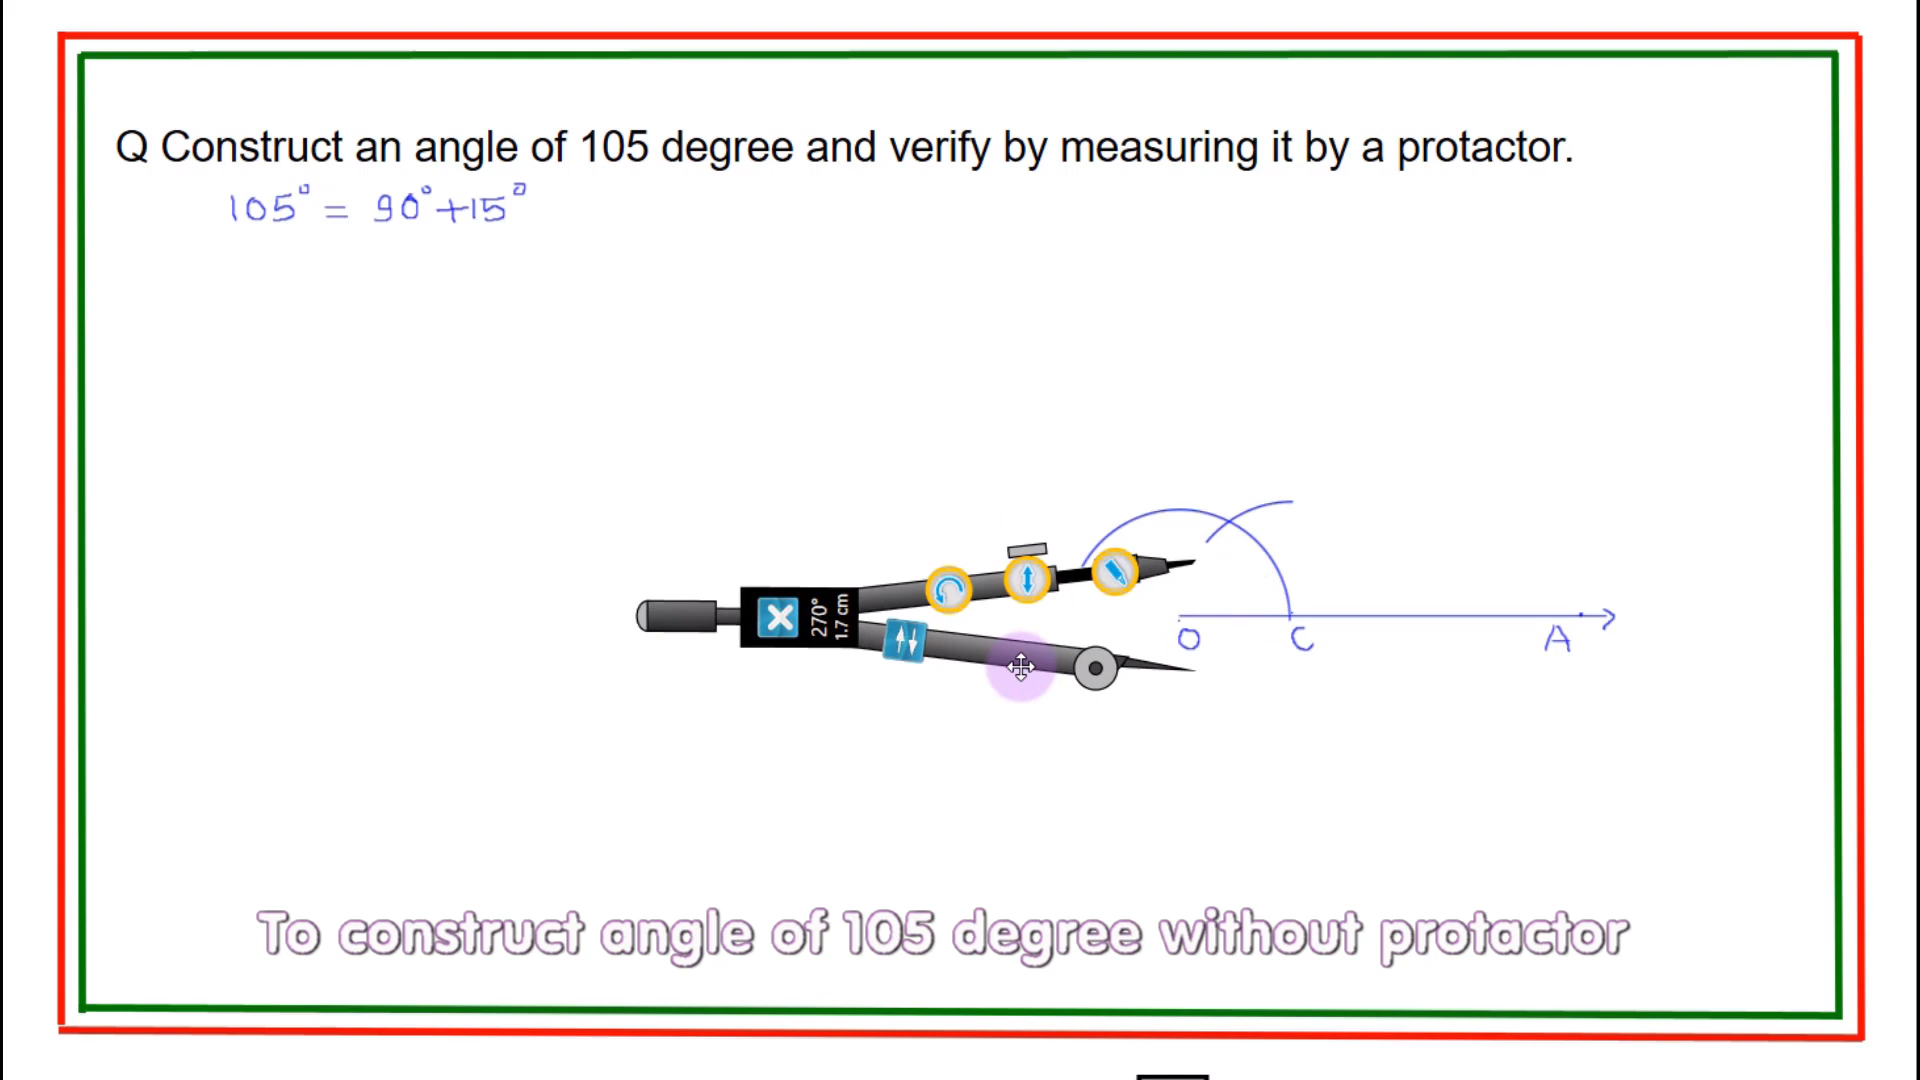 Q Construct an angle of 105 degree and verify by measuring it by a protactor.
105° = 90° + 15°
270°
1.7 cm
O C A
To construct angle of 105 degree without protactor